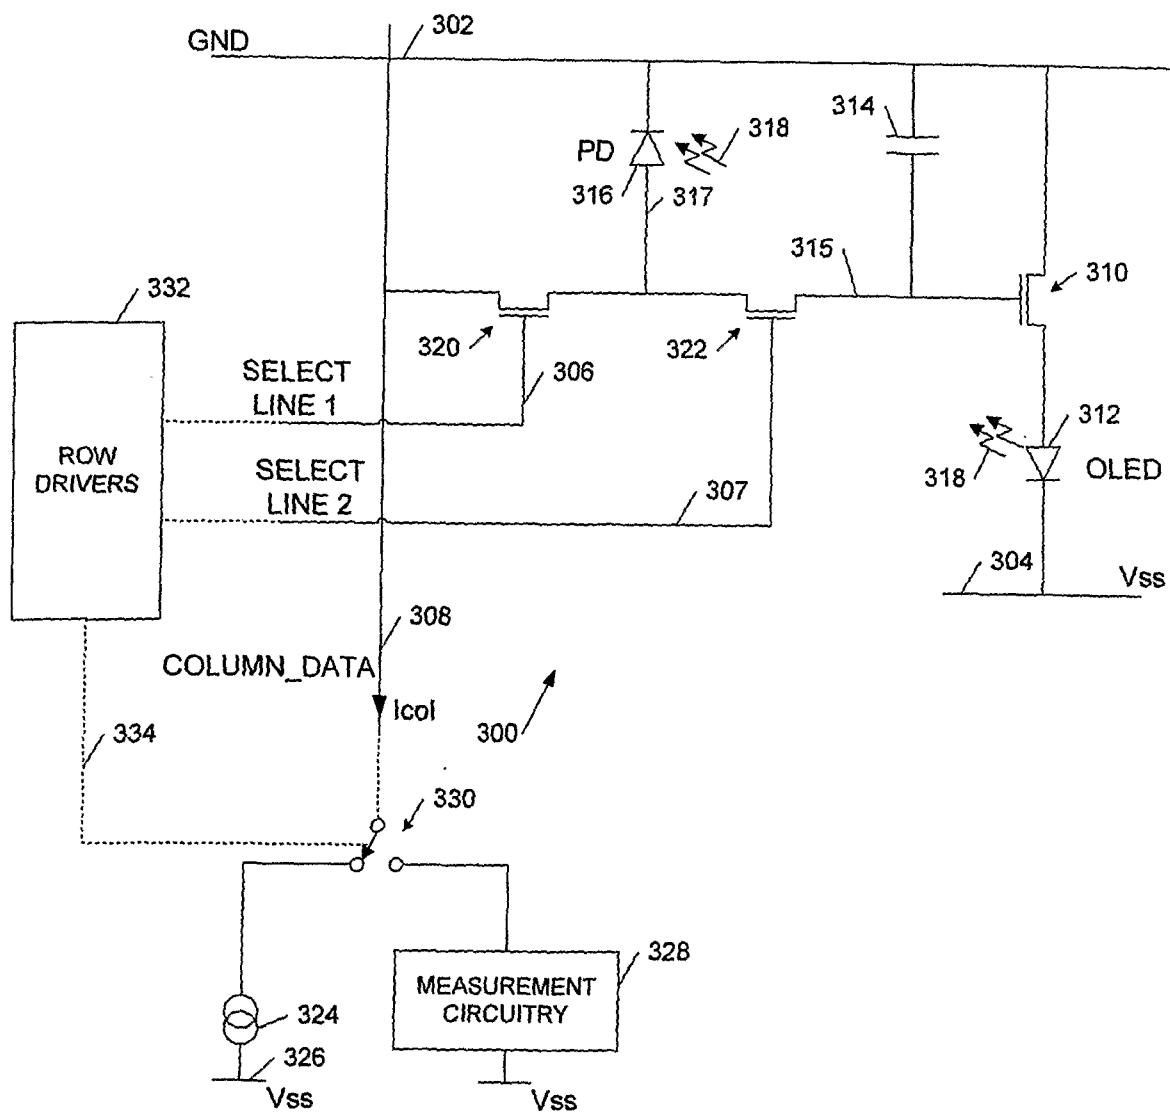 302
GND
314
318
PD
316
317
315
310
332
320
322
SELECT
LINE 1
306
312
ROW
DRIVERS
SELECT
LINE 2
318
OLED
307
304
Vss
308
COLUMN_DATA
Icol
300
334
330
328
MEASUREMENT
CIRCUITRY
324
326
Vss
Vss